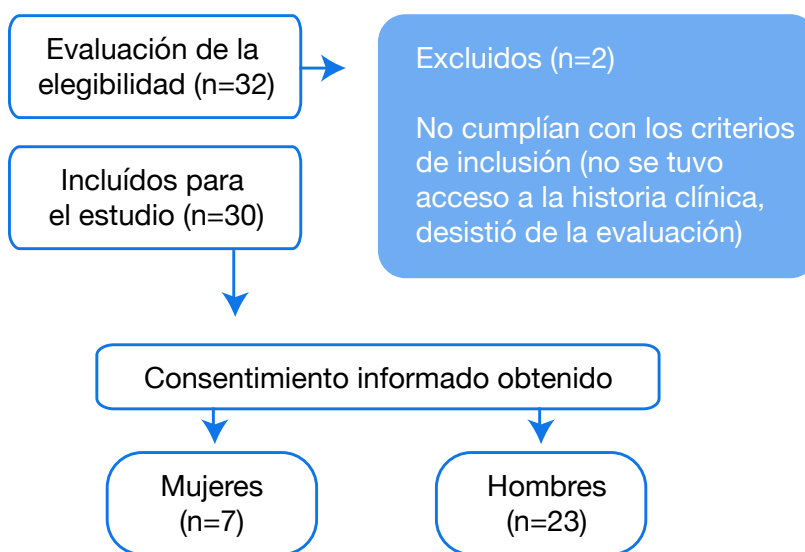 Evaluación de la
elegibilidad (n=32)
Excluidos (n=2)
No cumplían con los criterios
de inclusión (no se tuvo
acceso a la historia clínica,
desistió de la evaluación)
Incluídos para
el estudio (n=30)
Consentimiento informado obtenido
Mujeres
(n=7)
Hombres
(n=23)